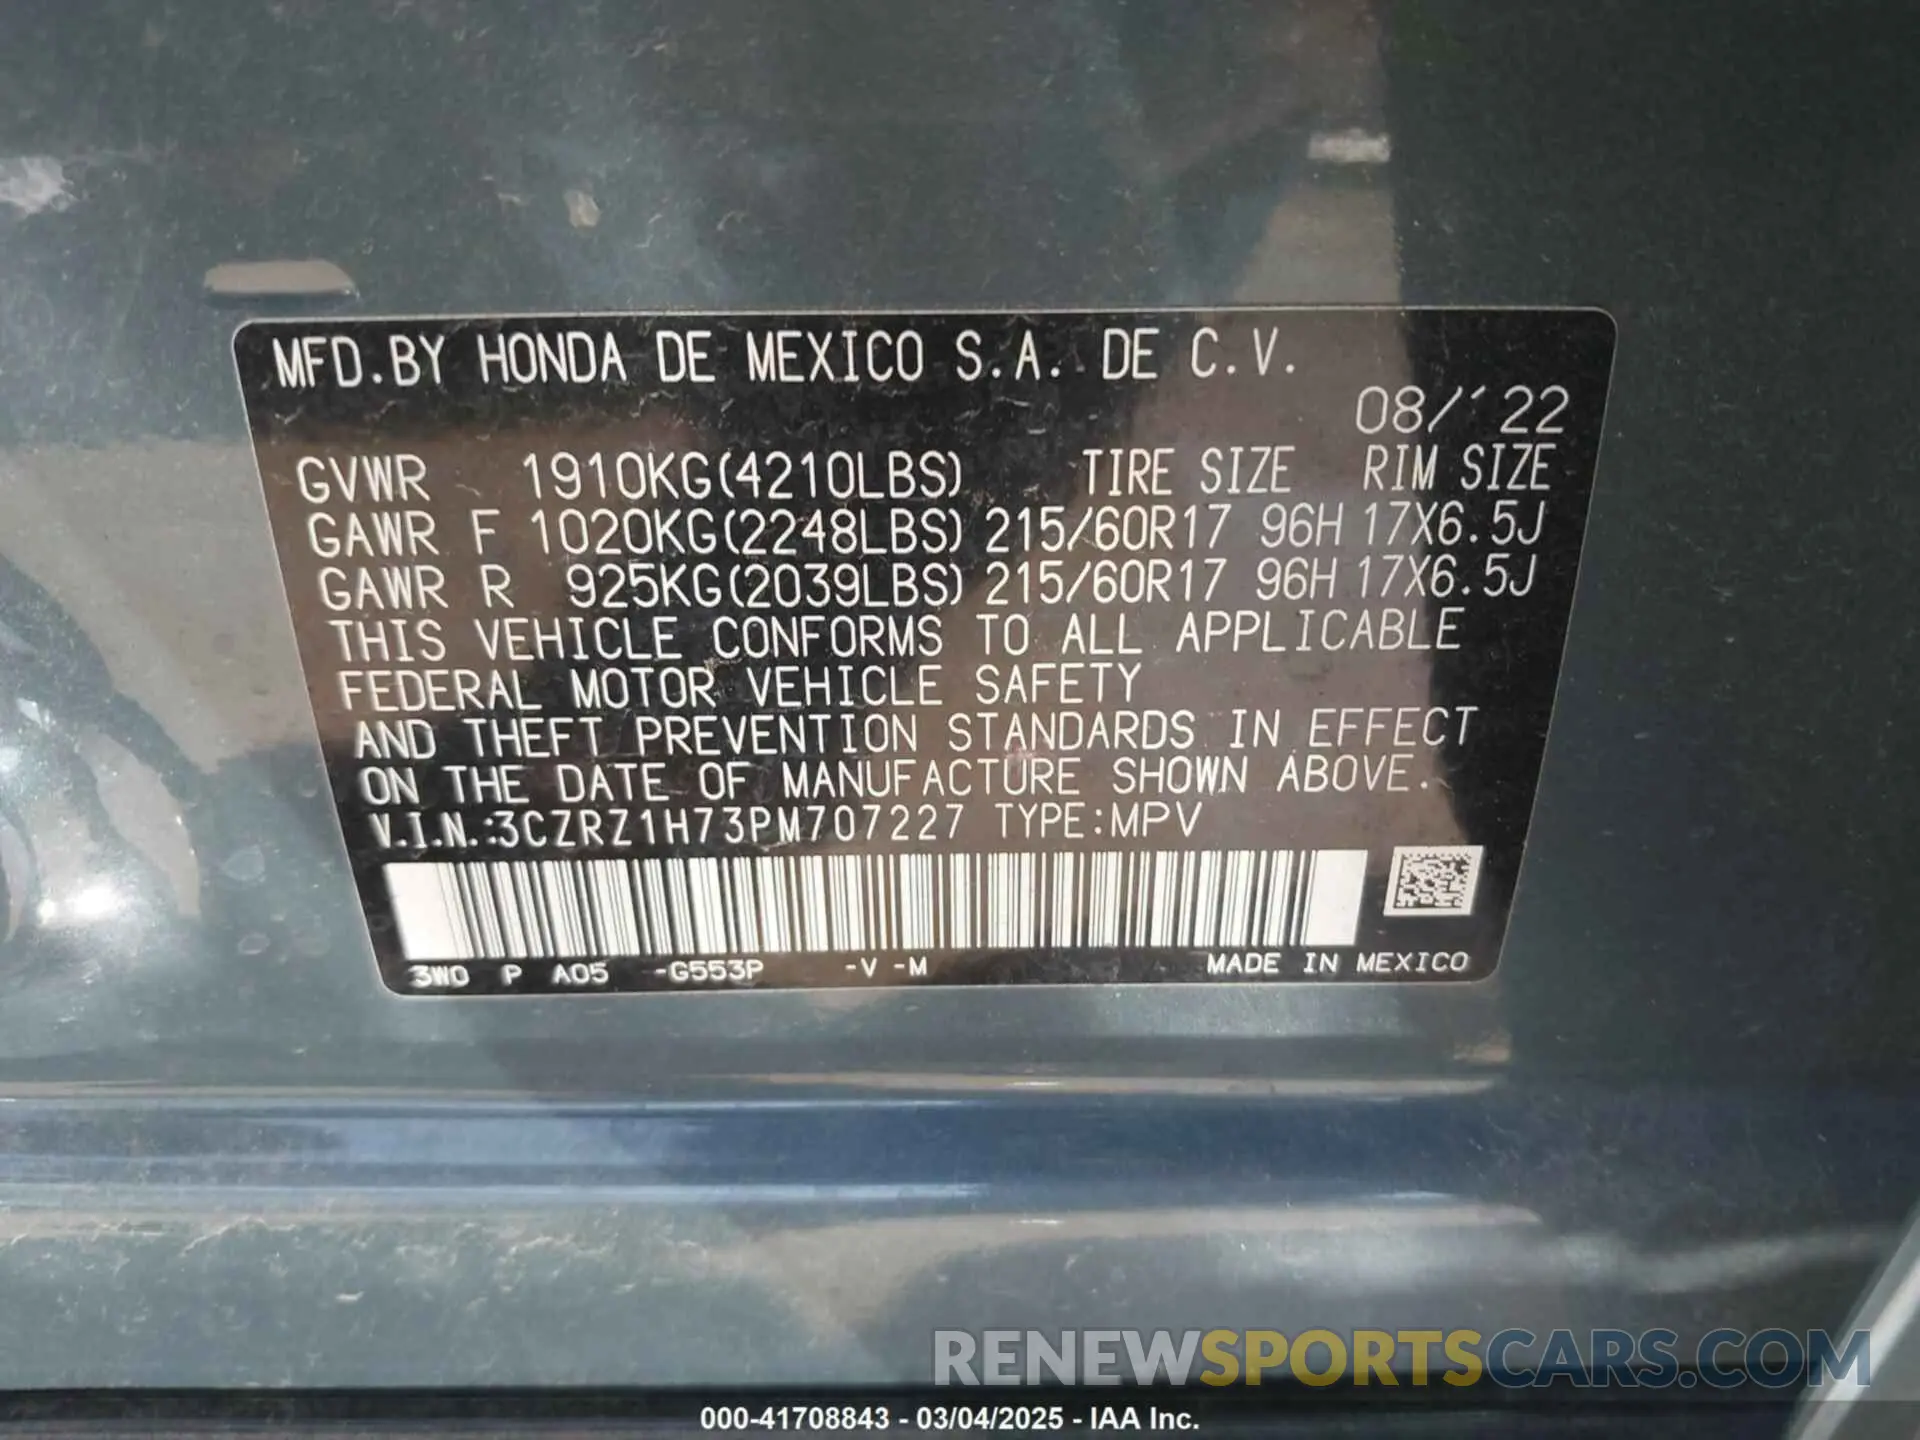 MFD.BY HONDA DE MEXICO S.A. DE C.V.
08/'22
GVWR 1910KG(4210LBS) TIRE SIZE RIM SIZE
GAWR F 1020KG(2248LBS) 215/60R17 96H 17X6.5J
GAWR R 925KG(2039LBS) 215/60R17 96H 17X6.5J
THIS VEHICLE CONFORMS TO ALL APPLICABLE
FEDERAL MOTOR VEHICLE SAFETY
AND THEFT PREVENTION STANDARDS IN EFFECT
ON THE DATE OF MANUFACTURE SHOWN ABOVE.
V.I.N.:3CZRZ1H73PM707227 TYPE:MPV
3W0 P A05 -G553P -V -M MADE IN MEXICO
RENEWSPORTSCARS.COM
000-41708843 - 03/04/2025 - IAA Inc.